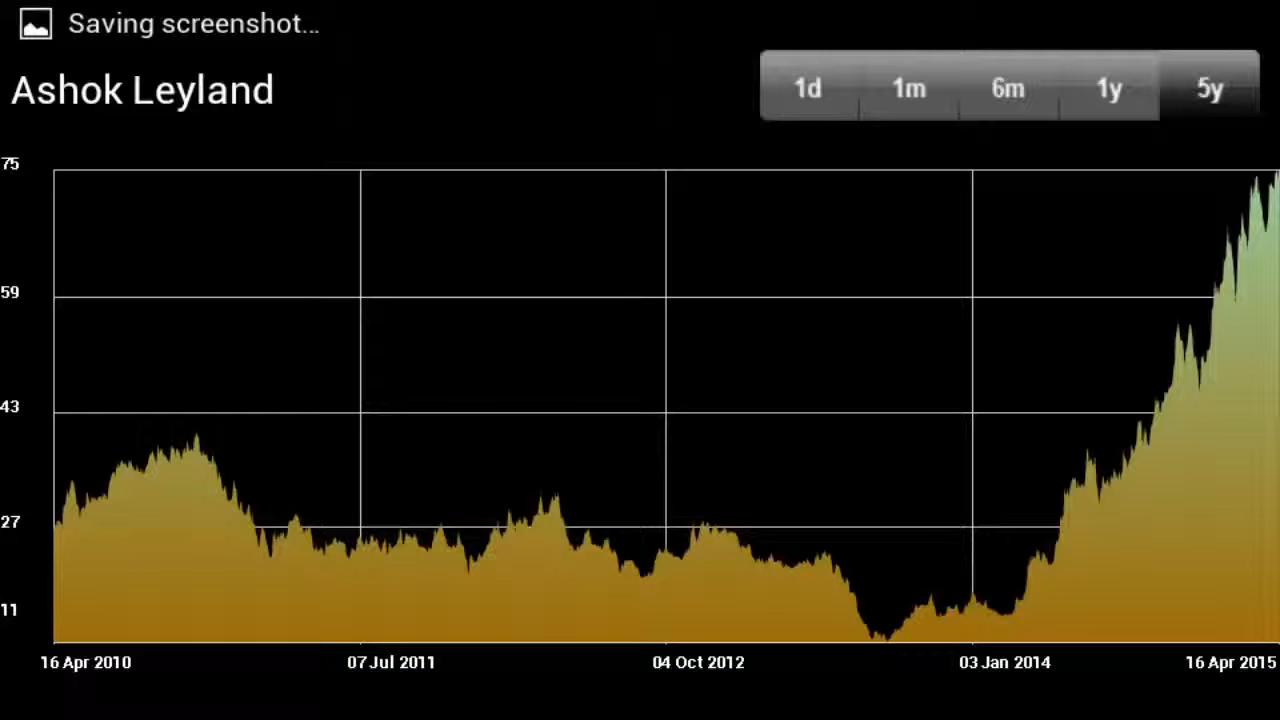 Saving screenshot...
Ashok Leyland
1d 1m 6m 1y 5y
75
59
43
27
11
16 Apr 2010 07 Jul 2011 04 Oct 2012 03 Jan 2014 16 Apr 2015